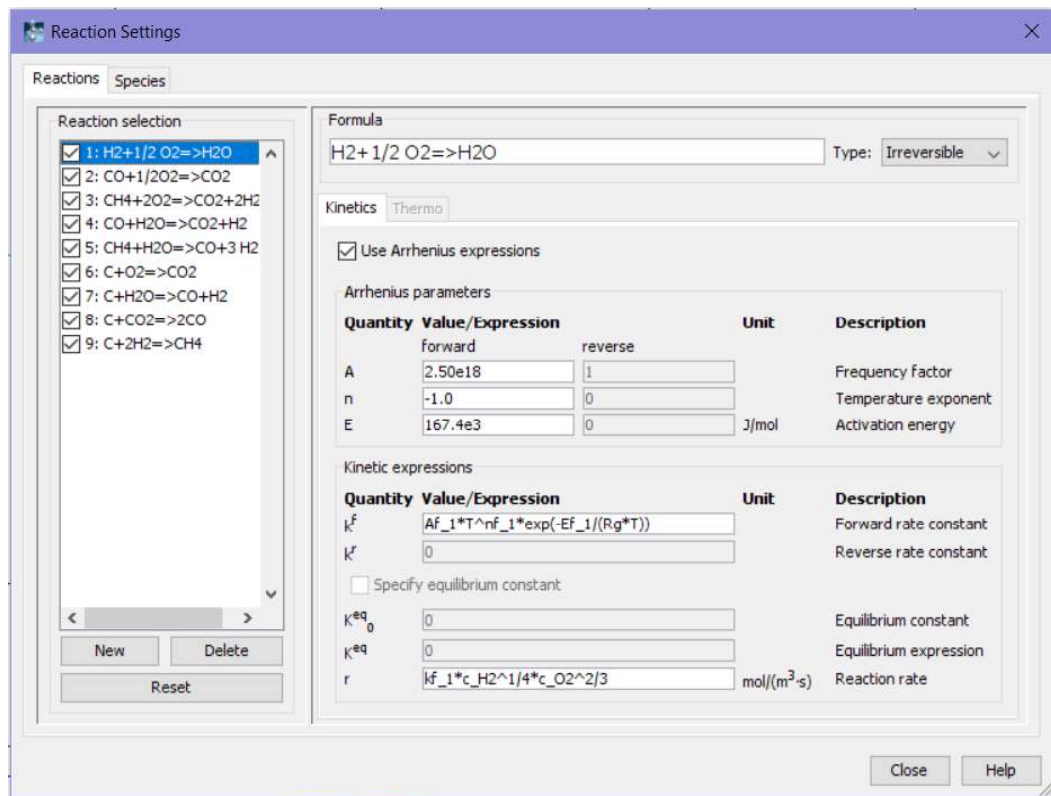 Reaction Settings
Reactions Species
Reaction selection
1: H2+1/2 O2=>H2O
2: CO+1/2O2=>CO2
3: CH4+2O2=>CO2+2H2
4: CO+H2O=>CO2+H2
5: CH4+H2O=>CO+3 H2
6: C+O2=>CO2
7: C+H2O=>CO+H2
8: C+CO2=>2CO
9: C+2H2=>CH4
New Delete
Reset
Formula
H2+1/2 O2=>H2O Type: Irreversible
Kinetics Thermo
Use Arrhenius expressions
Arrhenius parameters
Quantity Value/Expression Unit Description
forward reverse
A 2.50e18 1 Frequency factor
n -1.0 0 Temperature exponent
E 167.4e3 0 J/mol Activation energy
Kinetic expressions
Quantity Value/Expression Unit Description
k^f Af_1*T^nf_1*exp(-Ef_1/(Rg*T)) Forward rate constant
k^r 0 Reverse rate constant
Specify equilibrium constant
K^eq_0 0 Equilibrium constant
K^eq 0 Equilibrium expression
r kf_1*c_H2^1/4*c_O2^2/3 mol/(m^3·s) Reaction rate
Close Help